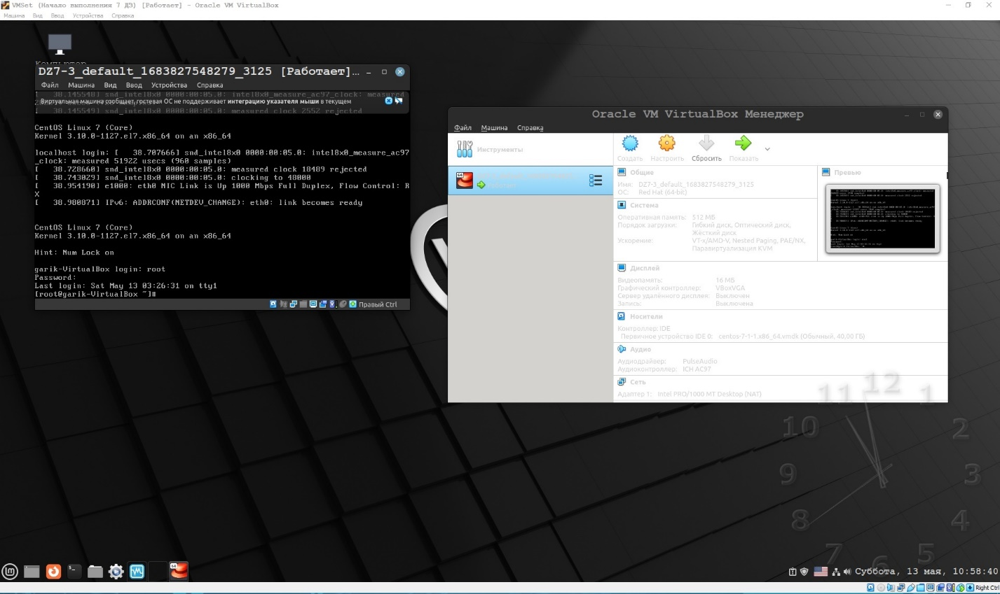 VMSet (Начало выполнения 7 ДЗ) [Работает] - Oracle VM VirtualBox
Машина Вид Ввод Устройства Справка
Компьютер
DZ7-3_default_1683827548279_3125 [Работает]...
Файл Машина Вид Ввод Устройства Справка
[   38.145548] snd_intel8x0 0000:00:05.0: intel8x0_measure_ac97_clock: measured
Виртуальная машина сообщает, гостевая ОС не поддерживает интеграцию указателя мыши в текущем
[   38.145549] snd_intel8x0 0000:00:05.0: measured clock 2552 rejected
CentOS Linux 7 (Core)
Kernel 3.10.0-1127.el7.x86_64 on an x86_64
localhost login: [   38.707666] snd_intel8x0 0000:00:05.0: intel8x0_measure_ac97
_clock: measured 51922 usecs (960 samples)
[   38.728660] snd_intel8x0 0000:00:05.0: measured clock 18489 rejected
[   38.743029] snd_intel8x0 0000:00:05.0: clocking to 48000
[   38.954190] e1000: eth0 NIC Link is Up 1000 Mbps Full Duplex, Flow Control: R
X
[   38.980871] IPv6: ADDRCONF(NETDEV_CHANGE): eth0: link becomes ready
CentOS Linux 7 (Core)
Kernel 3.10.0-1127.el7.x86_64 on an x86_64
Hint: Num Lock on
garik-VirtualBox login: root
Password:
Last login: Sat May 13 03:26:31 on tty1
[root@garik-VirtualBox ~]#
Правый Ctrl
Oracle VM VirtualBox Менеджер
Файл Машина Справка
Инструменты
Создать Настроить Сбросить Показать
Общие
Имя: DZ7-3_default_1683827548279_3125
ОС: Red Hat (64-bit)
Превью
Система
Оперативная память: 512 МБ
Порядок загрузки: Гибкий диск, Оптический диск,
Жёсткий диск
Ускорение: VT-x/AMD-V, Nested Paging, PAE/NX,
Паравиртуализация KVM
Дисплей
Видеопамять: 16 МБ
Графический контроллер: VBoxVGA
Сервер удалённого дисплея: Выключен
Запись: Выключена
Носители
Контроллер: IDE
Первичное устройство IDE 0: centos-7-1-1.x86_64.vmdk (Обычный, 40,00 ГБ)
Аудио
Аудиодрайвер: PulseAudio
Аудиоконтроллер: ICH AC97
Сеть
Адаптер 1: Intel PRO/1000 MT Desktop (NAT)
11 12 1
10 2
9 3
8 4
7 6 5
Суббота, 13 мая, 10:58:40
Right Ctrl